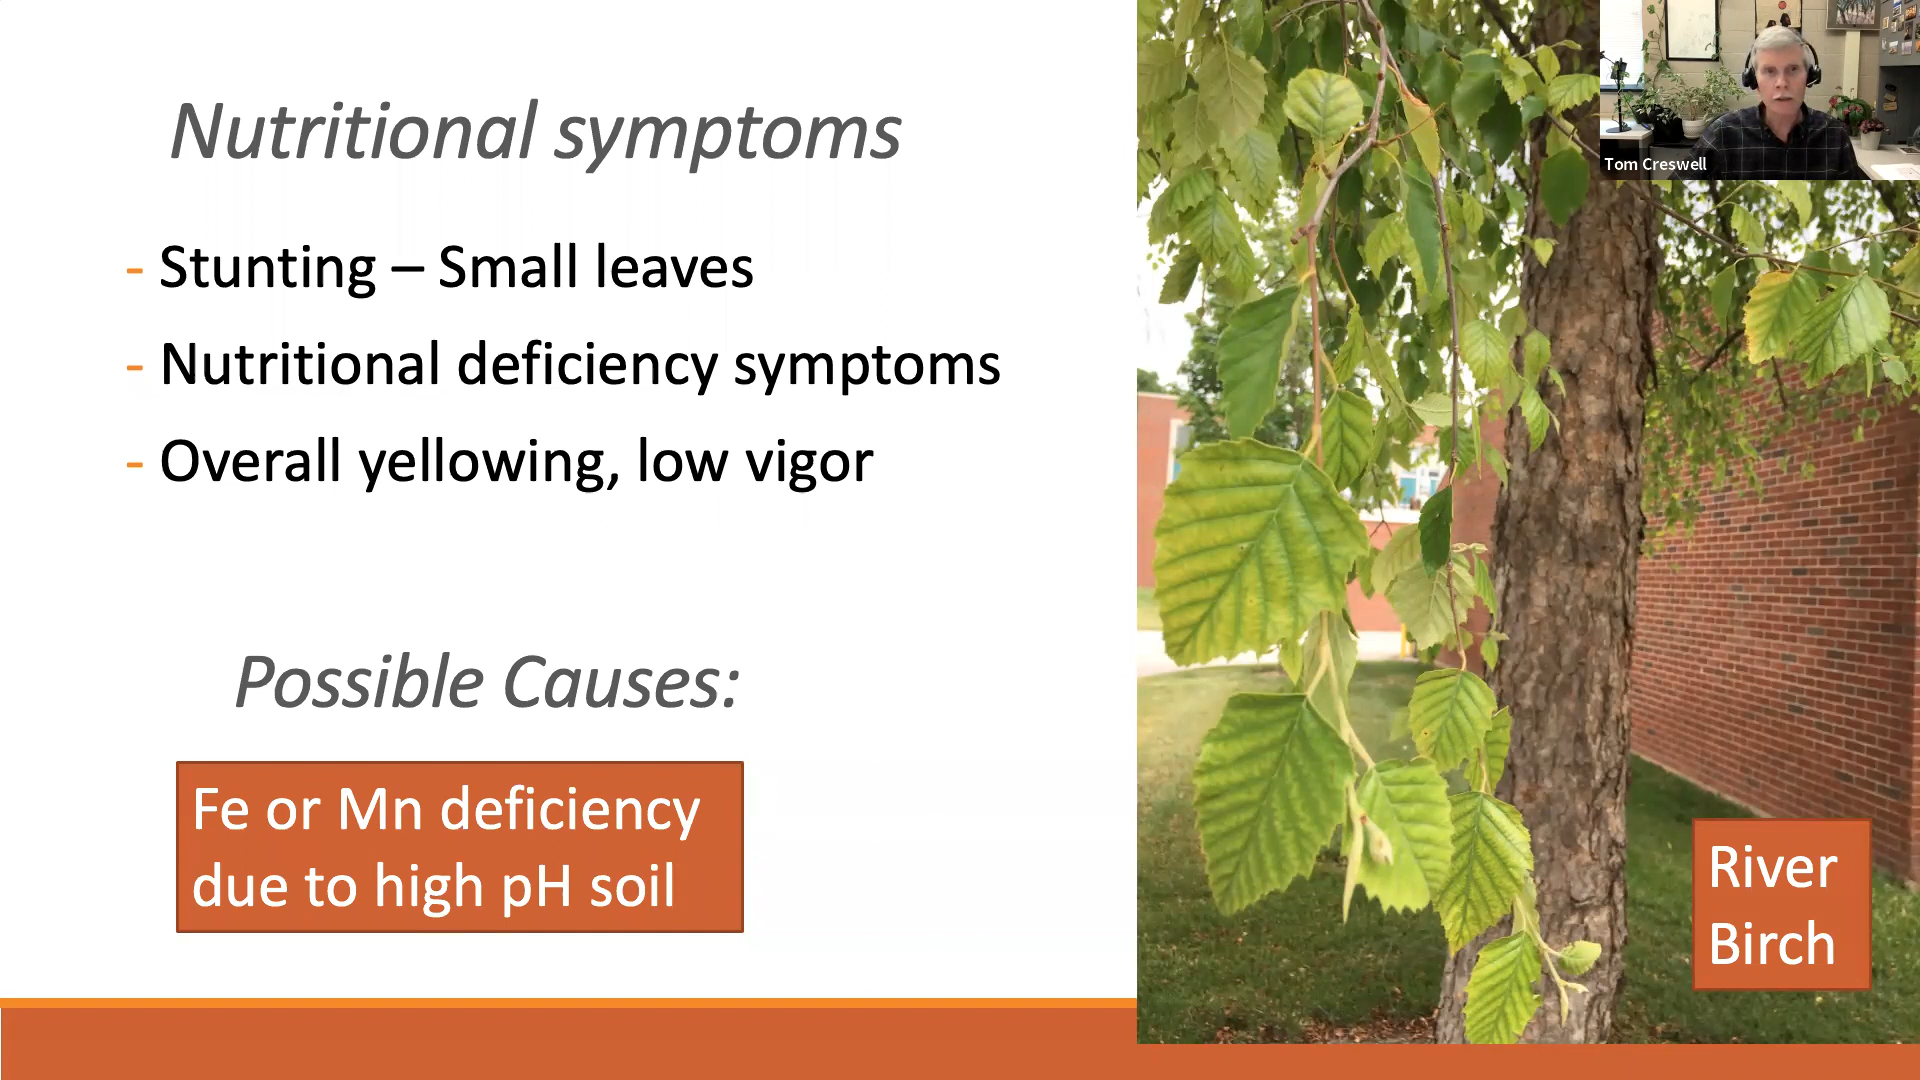 Nutritional symptoms
- Stunting – Small leaves
- Nutritional deficiency symptoms
- Overall yellowing, low vigor
Possible Causes:
Fe or Mn deficiency
due to high pH soil
River
Birch
Tom Creswell